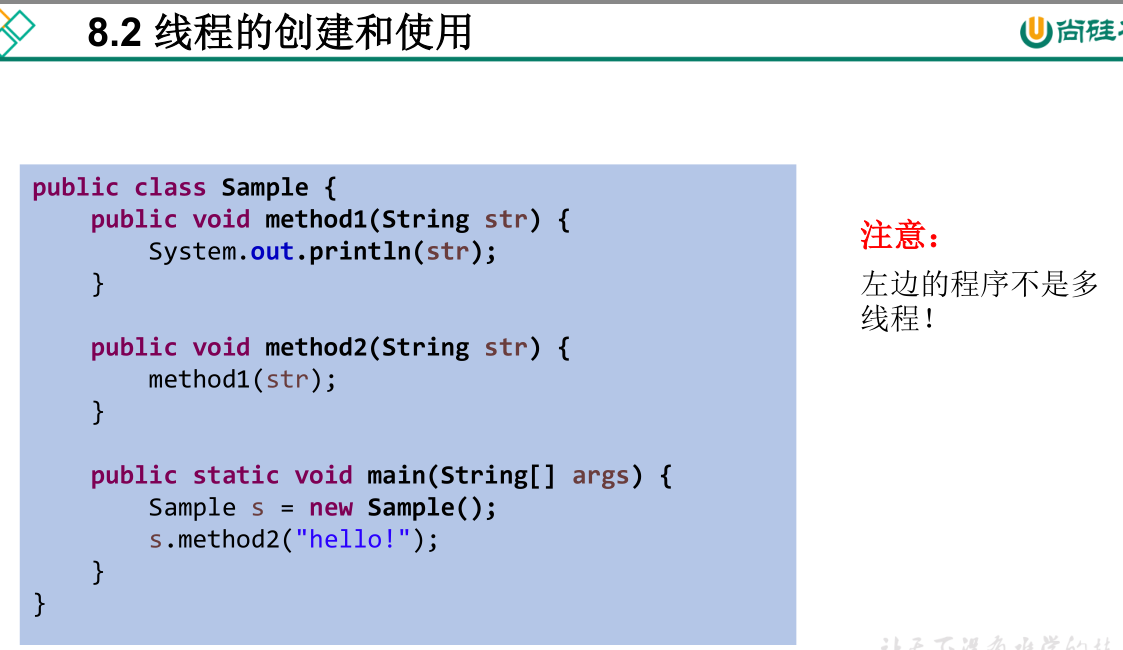 8.2 线程的创建和使用
尚硅
public class Sample {
    public void method1(String str) {
        System.out.println(str);
    }

    public void method2(String str) {
        method1(str);
    }

    public static void main(String[] args) {
        Sample s = new Sample();
        s.method2("hello!");
    }
}
注意：
左边的程序不是多
线程！